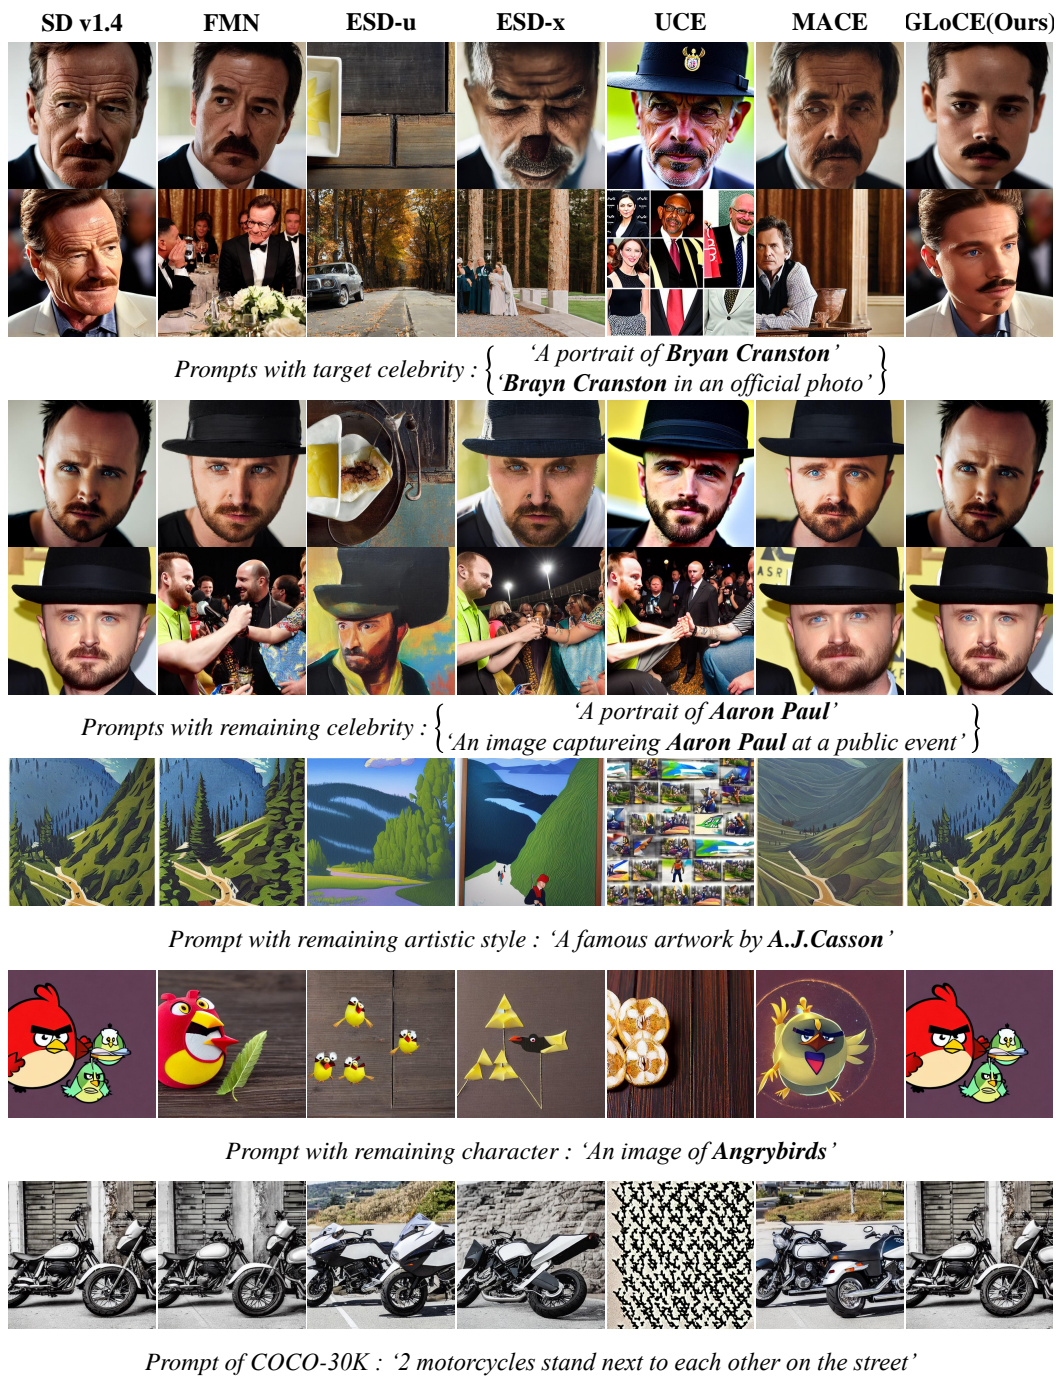 SD v1.4 FMN ESD-u ESD-x UCE MACE GLoCE(Ours)
Prompts with target celebrity : { ‘A portrait of Bryan Cranston’
‘Brayn Cranston in an official photo’ }
Prompts with remaining celebrity : { ‘A portrait of Aaron Paul’
‘An image captureing Aaron Paul at a public event’ }
Prompt with remaining artistic style : ‘A famous artwork by A.J.Casson’
Prompt with remaining character : ‘An image of Angrybirds’
Prompt of COCO-30K : ‘2 motorcycles stand next to each other on the street’